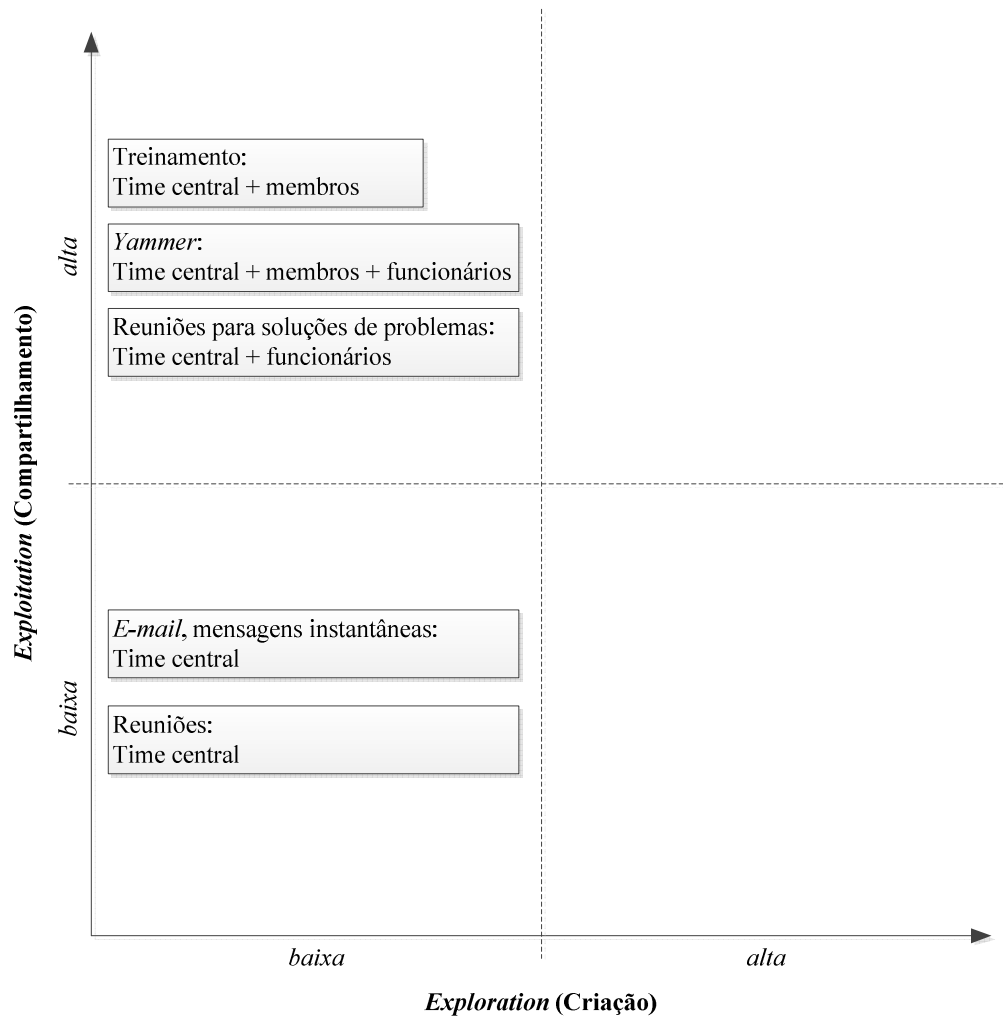 Treinamento:
Time central + membros
Yammer:
Time central + membros + funcionários
Reuniões para soluções de problemas:
Time central + funcionários
alta
Exploitation (Compartilhamento)
E-mail, mensagens instantâneas:
Time central
Reuniões:
Time central
baixa
baixa
alta
Exploration (Criação)